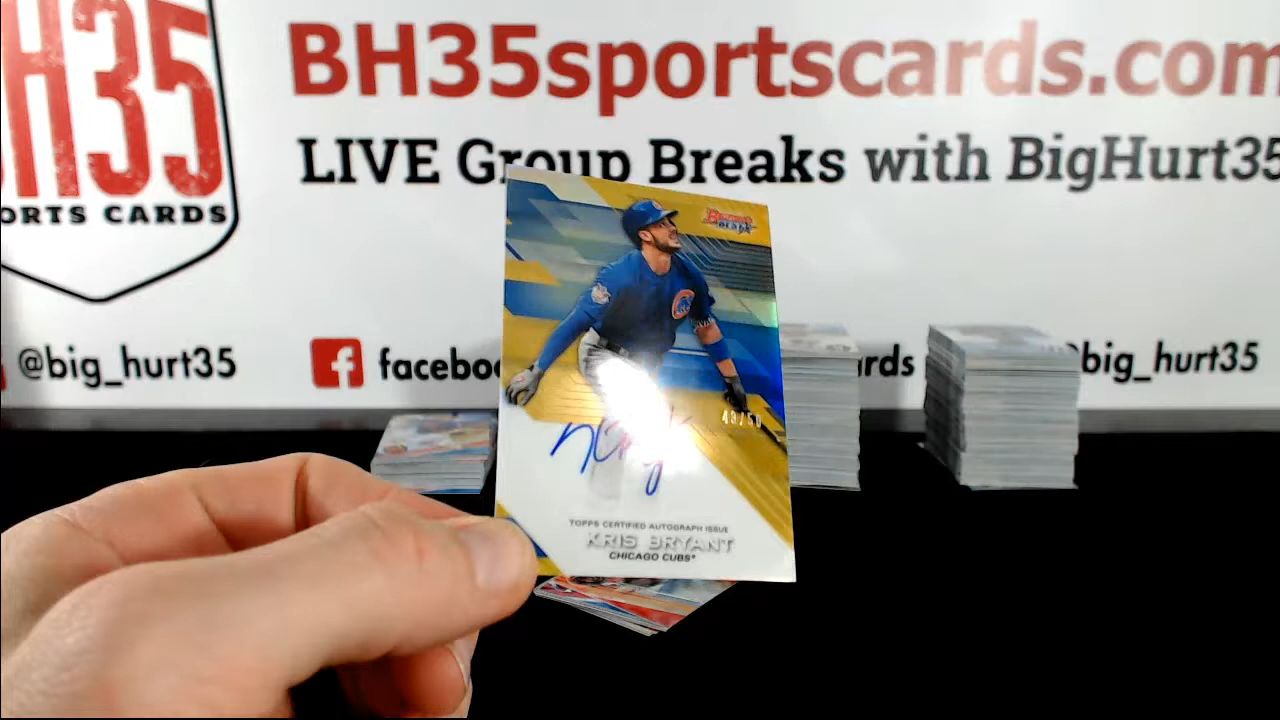 H35
ORTS CARDS
BH35sportscards.com
LIVE Group Breaks with BigHurt35
@big_hurt35
faceboo
rds
big_hurt35
BOWMAN'S
BEST
TOPPS CERTIFIED AUTOGRAPH ISSUE
KRIS BRYANT
CHICAGO CUBS